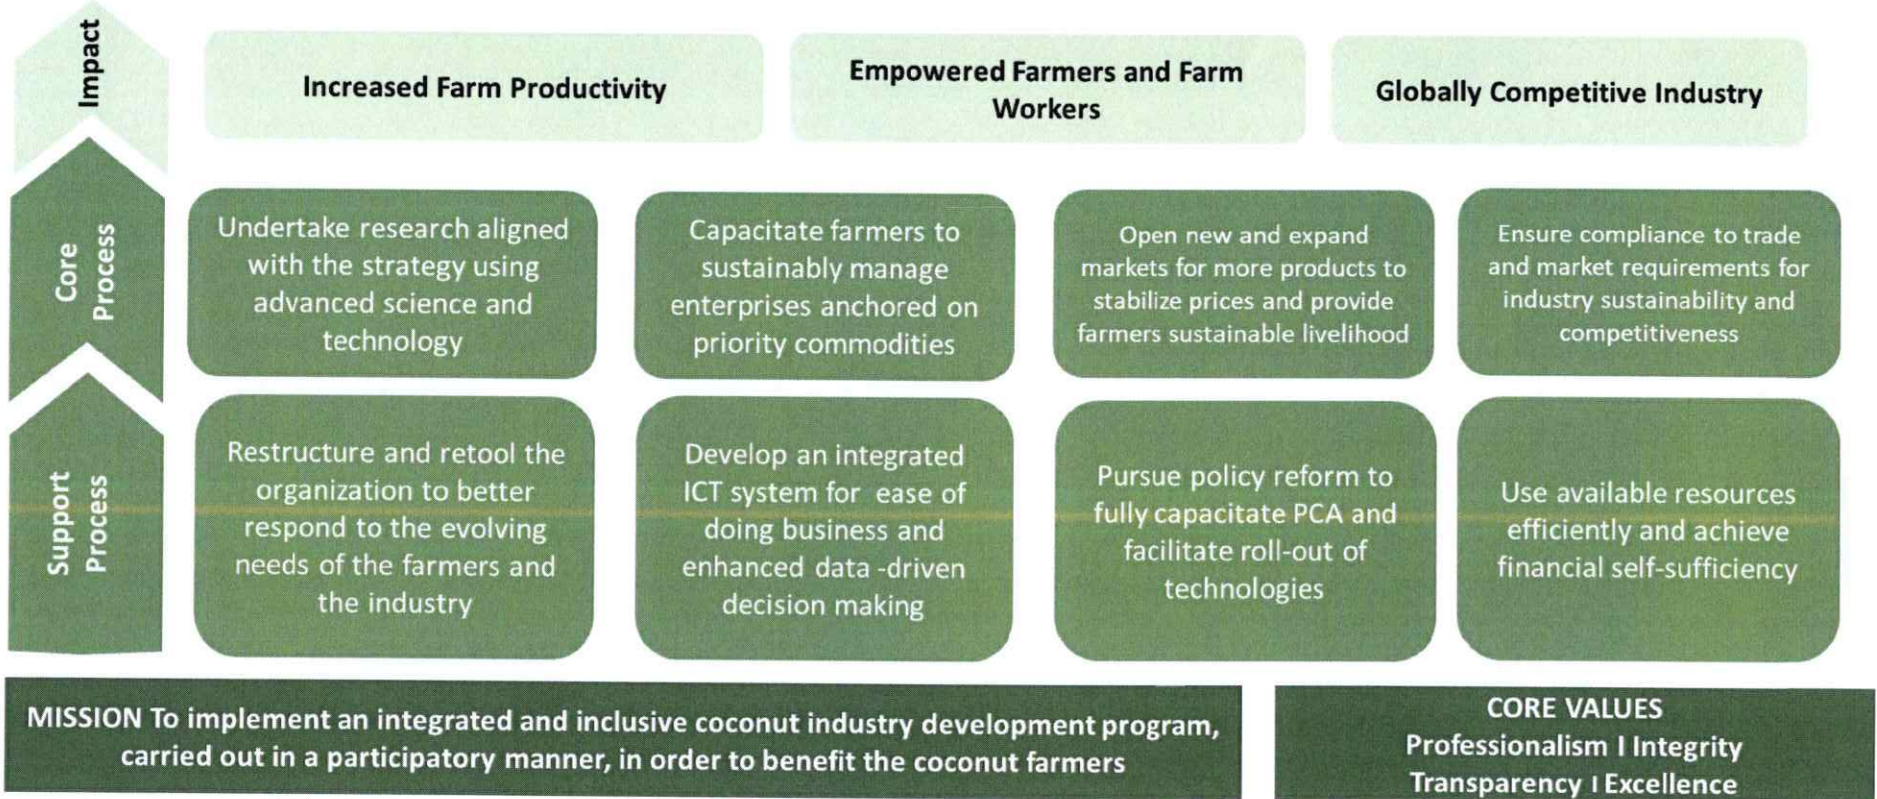 Impact
Increased Farm Productivity
Empowered Farmers and Farm
Workers
Globally Competitive Industry
Core
Process
Undertake research aligned
with the strategy using
advanced science and
technology
Capacitate farmers to
sustainably manage
enterprises anchored on
priority commodities
Open new and expand
markets for more products to
stabilize prices and provide
farmers sustainable livelihood
Ensure compliance to trade
and market requirements for
industry sustainability and
competitiveness
Support
Process
Restructure and retool the
organization to better
respond to the evolving
needs of the farmers and
the industry
Develop an integrated
ICT system for ease of
doing business and
enhanced data -driven
decision making
Pursue policy reform to
fully capacitate PCA and
facilitate roll-out of
technologies
Use available resources
efficiently and achieve
financial self-sufficiency
MISSION To implement an integrated and inclusive coconut industry development program,
carried out in a participatory manner, in order to benefit the coconut farmers
CORE VALUES
Professionalism I Integrity
Transparency I Excellence